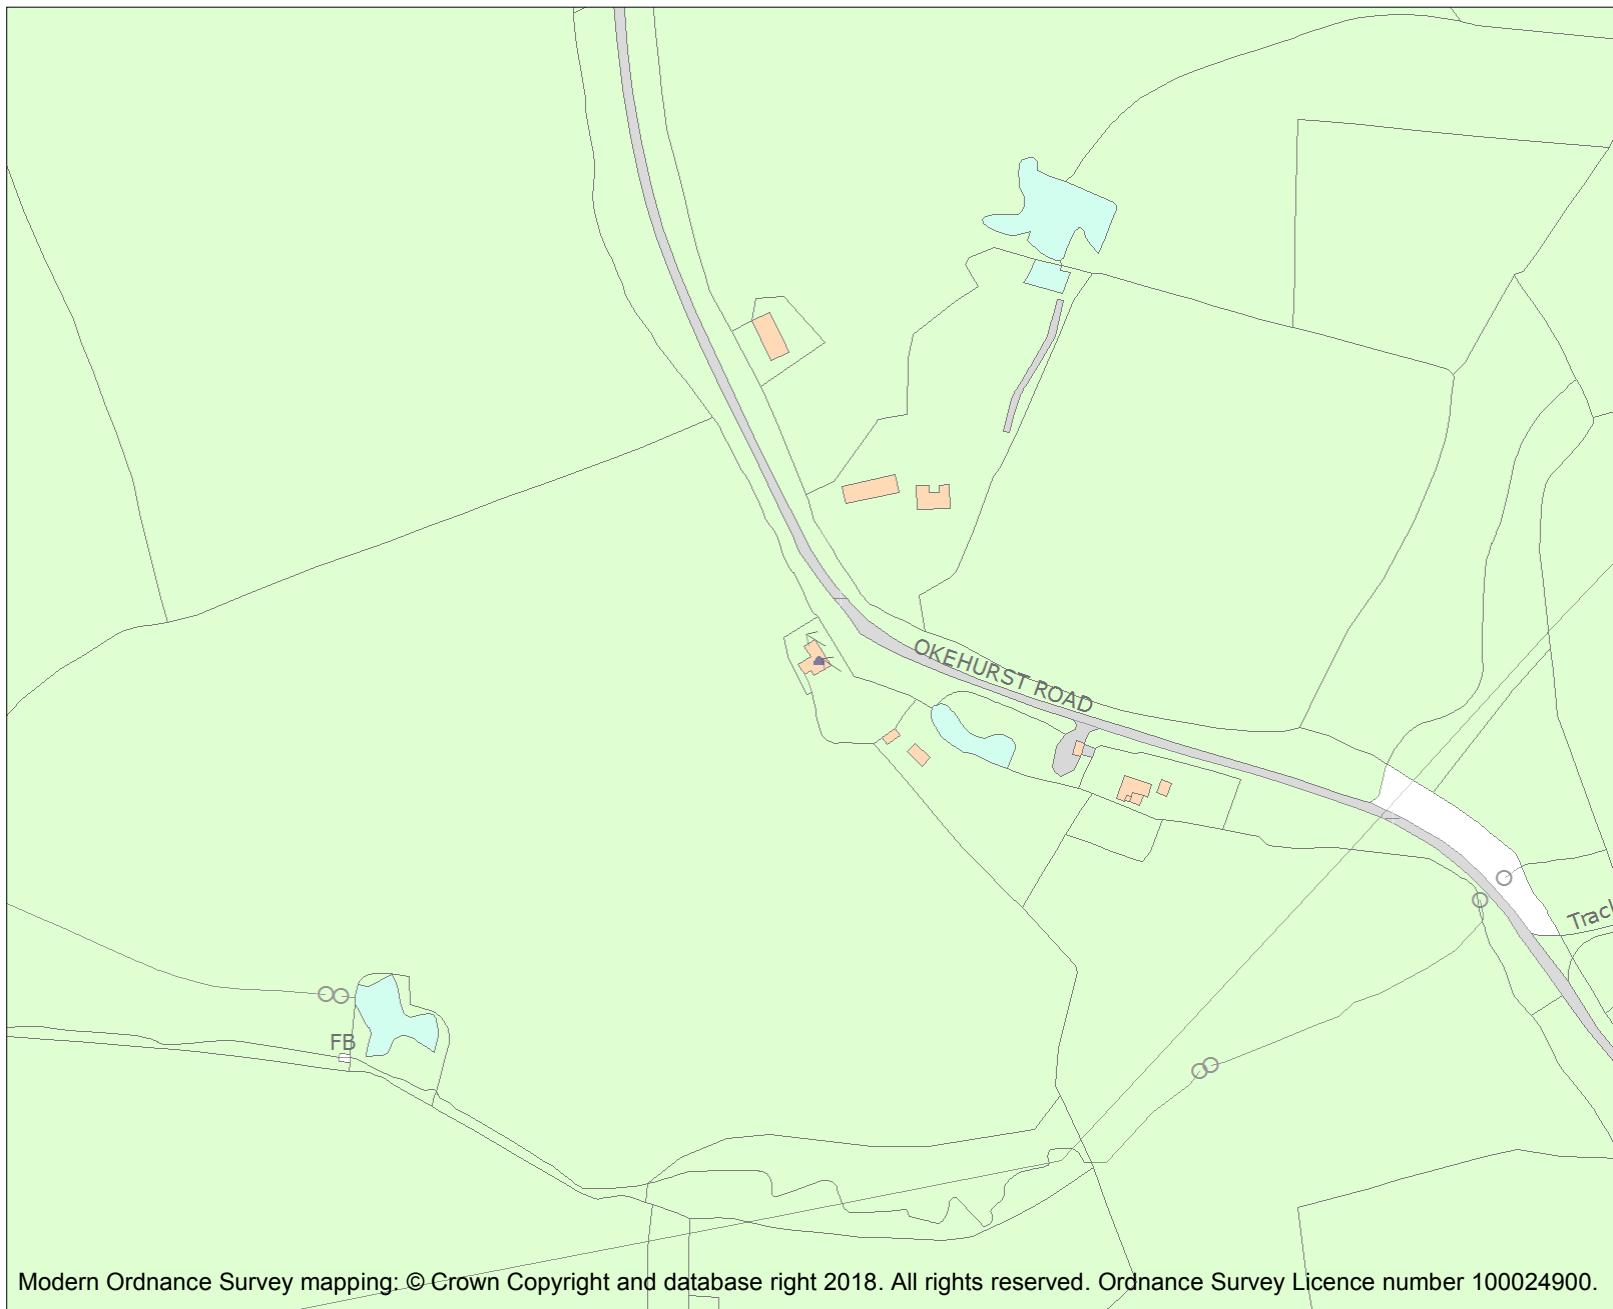 OKEHURST ROAD
FB
Modern Ordnance Survey mapping: © Crown Copyright and database right 2018. All rights reserved. Ordnance Survey Licence number 100024900.